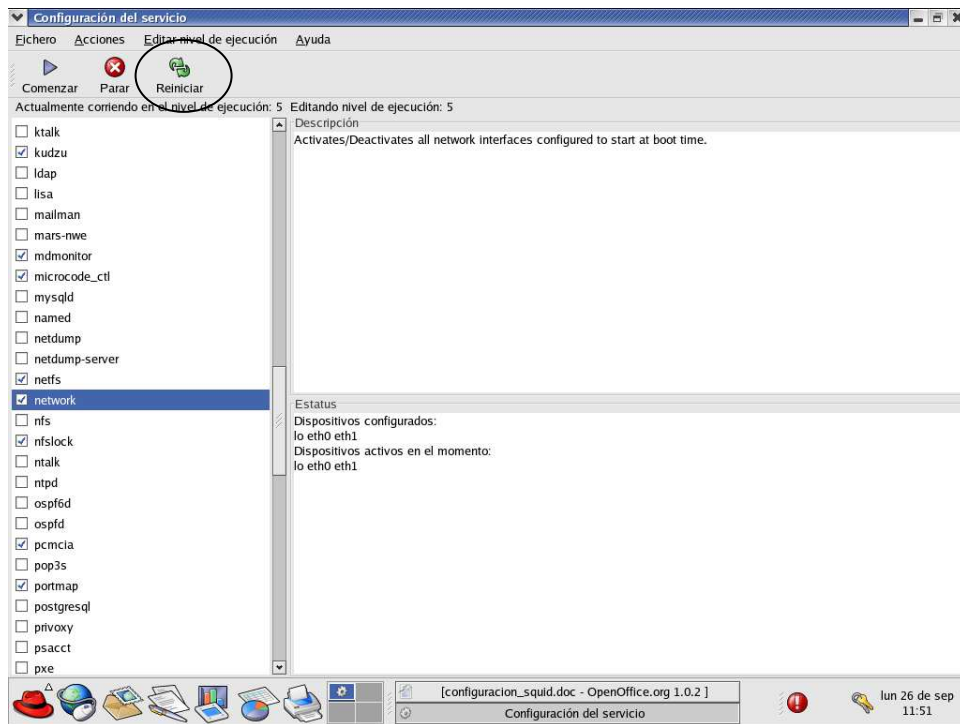 Configuración del servicio
Fichero Acciones Editar nivel de ejecución Ayuda
Comenzar Parar Reiniciar
Actualmente corriendo en el nivel de ejecución: 5 Editando nivel de ejecución: 5
ktalk
kudzu
ldap
lisa
mailman
mars-nwe
mdmonitor
microcode_ctl
mysqld
named
netdump
netdump-server
netfs
network
nfs
nfslock
ntalk
ntpd
ospf6d
ospfd
pcmcia
pop3s
portmap
postgresql
privoxy
psacct
pxe
Descripción
Activates/Deactivates all network interfaces configured to start at boot time.
Estatus
Dispositivos configurados:
lo eth0 eth1
Dispositivos activos en el momento:
lo eth0 eth1
[configuracion_squid.doc - OpenOffice.org 1.0.2 ]
Configuración del servicio
lun 26 de sep
11:51